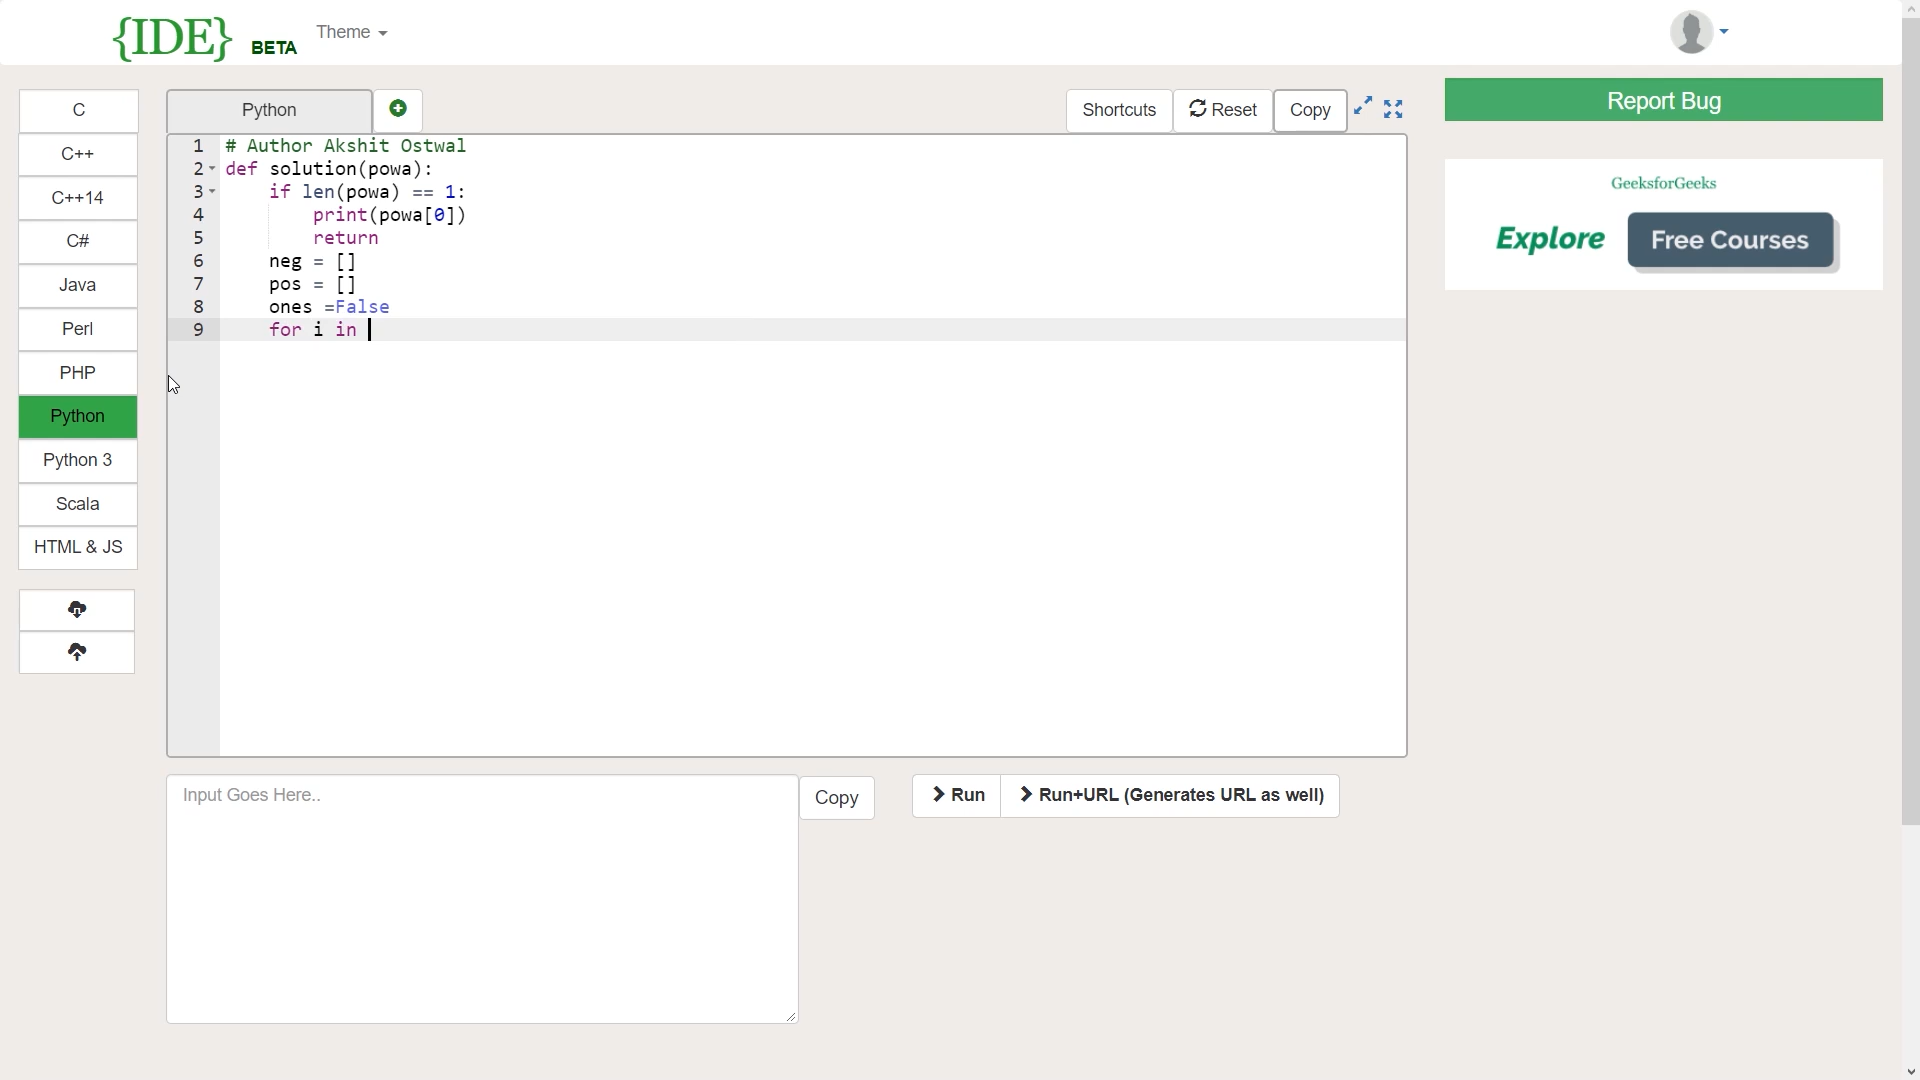 {IDE} BETA Theme
C
C++
C++14
C#
Java
Perl
PHP
Python
Python 3
Scala
HTML & JS
Python
Shortcuts Reset Copy
1 # Author Akshit Ostwal
2 def solution(powa):
3 if len(powa) == 1:
4 print(powa[0])
5 return
6 neg = []
7 pos = []
8 ones =False
9 for i in
Input Goes Here..
Copy
Run
Run+URL (Generates URL as well)
Report Bug
GeeksforGeeks
Explore Free Courses